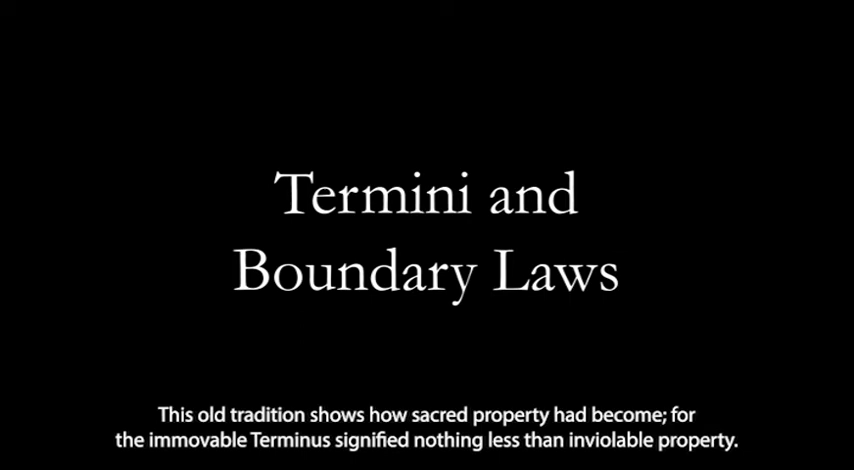 Termini and
Boundary Laws
This old tradition shows how sacred property had become; for
the immovable Terminus signified nothing less than inviolable property.